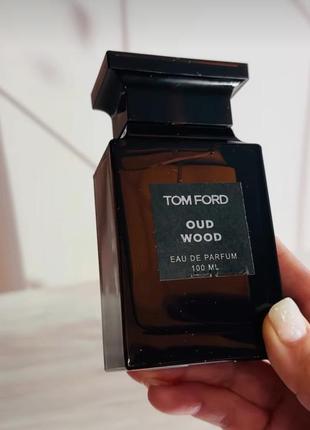 TOM FORD
OUD
WOOD
EAU DE PARFUM
100 ML